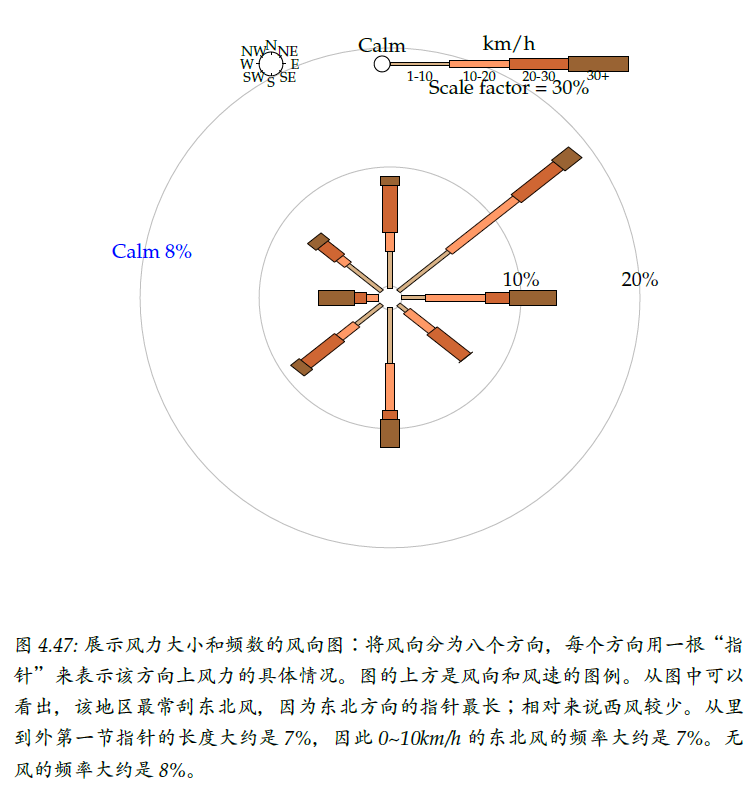 N
NW NE
W E
SW SE
S
Calm km/h
1-10 10-20 20-30 30+
Scale factor = 30%
Calm 8%
10% 20%
图 4.47: 展示风力大小和频数的风向图：将风向分为八个方向，每个方向用一根“指
针”来表示该方向上风力的具体情况。图的上方是风向和风速的图例。从图中可以
看出，该地区最常刮东北风，因为东北方向的指针最长；相对来说西风较少。从里
到外第一节指针的长度大约是 7%，因此 0~10km/h 的东北风的频率大约是 7%。无
风的频率大约是 8%。